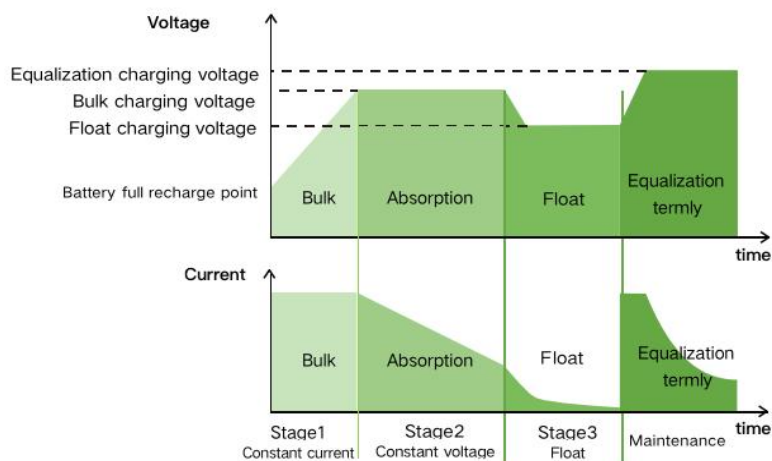 Voltage
Equalization charging voltage
Bulk charging voltage
Float charging voltage
Battery full recharge point
Bulk
Absorption
Float
Equalization
termly
time
Current
Bulk
Absorption
Float
Equalization
termly
time
Stage1
Constant current
Stage2
Constant voltage
Stage3
Float
Maintenance